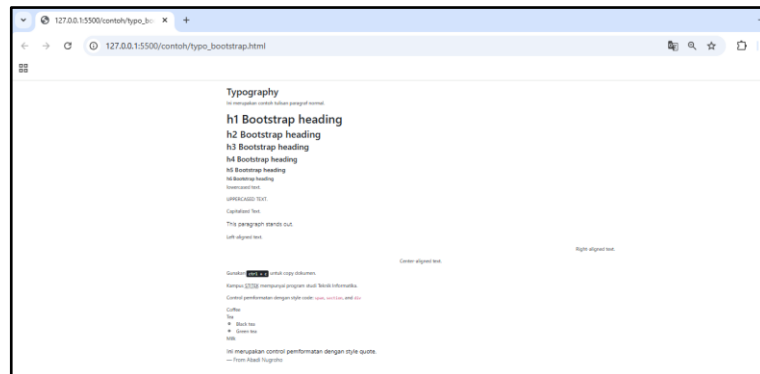 127.0.0.1:5500/contoh/typo_bo
127.0.0.1:5500/contoh/typo_bootstrap.html
Typography
Ini merupakan contoh tulisan paragraf normal.
h1 Bootstrap heading
h2 Bootstrap heading
h3 Bootstrap heading
h4 Bootstrap heading
h5 Bootstrap heading
h6 Bootstrap heading
lowercased text.
UPPERCASED TEXT.
Capitalized Text.
This paragraph stands out.
Left aligned text.
Right aligned text.
Center aligned text.
Gunakan ctrl + c untuk copy dokumen.
Kampus mempunyai program studi Teknik Informatika.
Control pemformatan dengan style code: span, section, and div
Coffee
Tea
Black tea
Green tea
Milk
Ini merupakan control pemformatan dengan style quote.
— From Abadi Nugroho